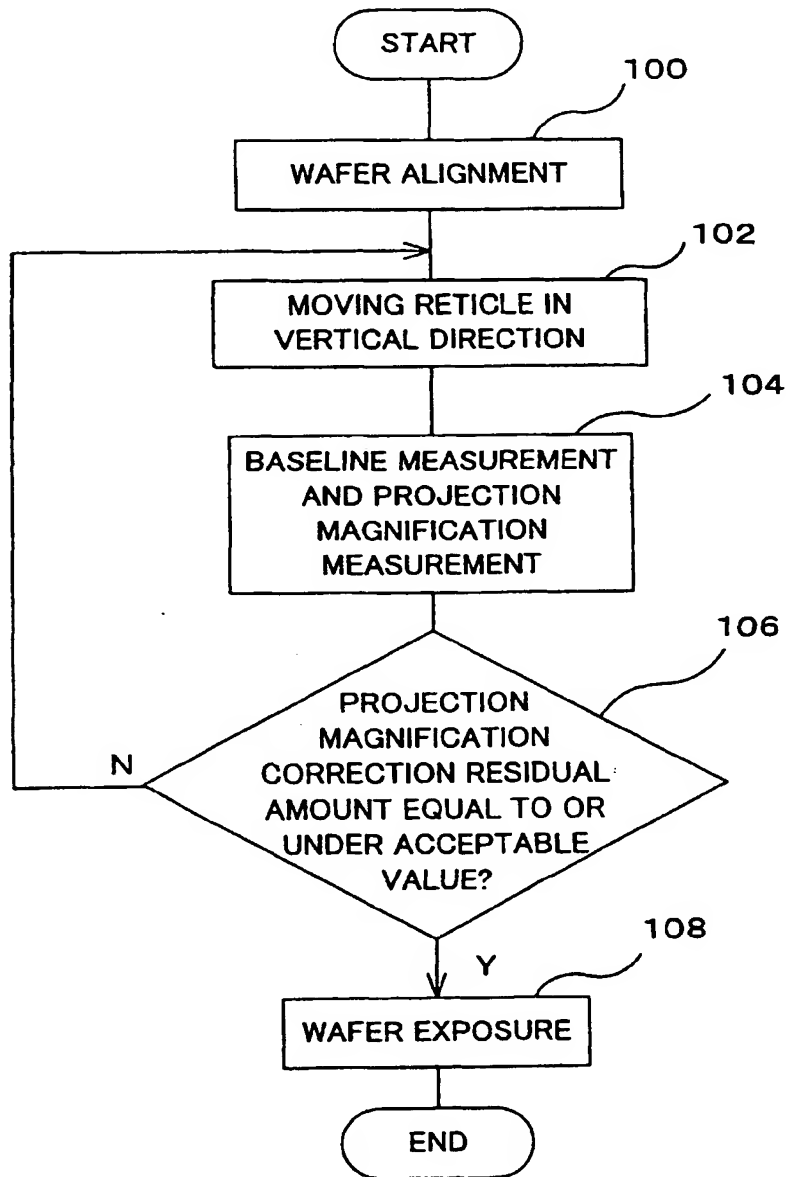 START
100
WAFER ALIGNMENT
102
MOVING RETICLE IN
VERTICAL DIRECTION
104
BASELINE MEASUREMENT
AND PROJECTION
MAGNIFICATION
MEASUREMENT
106
PROJECTION
MAGNIFICATION
CORRECTION RESIDUAL
AMOUNT EQUAL TO OR
UNDER ACCEPTABLE
VALUE?
N
Y
108
WAFER EXPOSURE
END